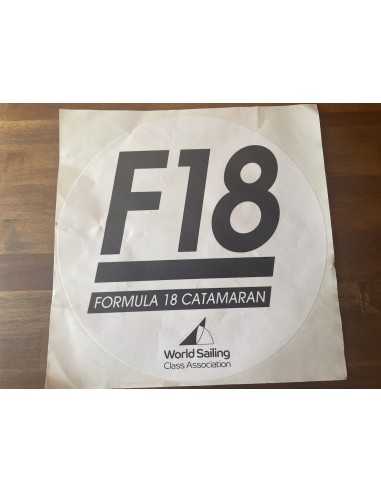 F18
FORMULA 18 CATAMARAN
World Sailing
Class Association